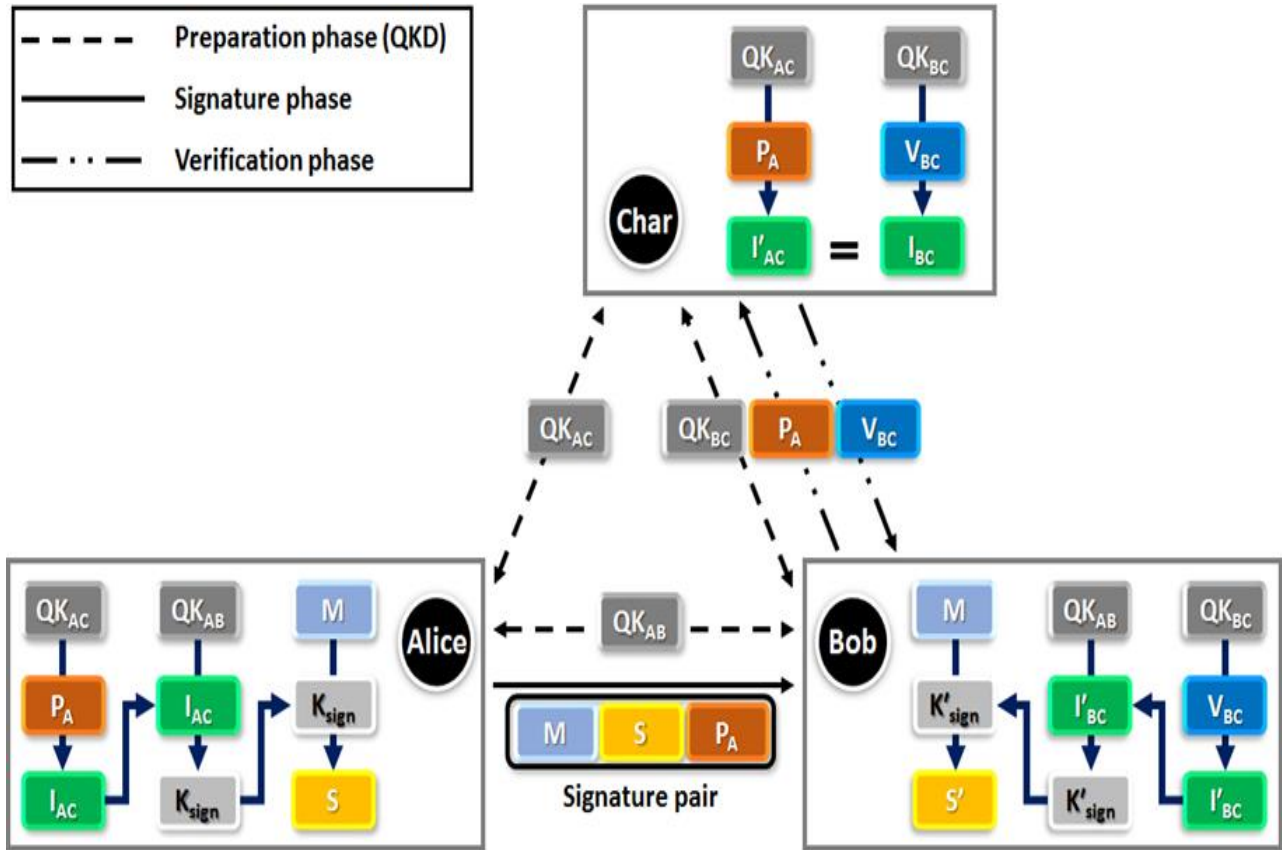 Preparation phase (QKD)
Signature phase
Verification phase
QK_AC QK_BC
P_A V_BC
Char
I'_AC = I_BC
QK_AC QK_BC P_A V_BC
QK_AC QK_AB M
Alice
P_A I_AC K_sign
I_AC K_sign S
QK_AB
M S P_A
Signature pair
Bob
M QK_AB QK_BC
K'_sign I'_BC V_BC
S' K'_sign I'_BC